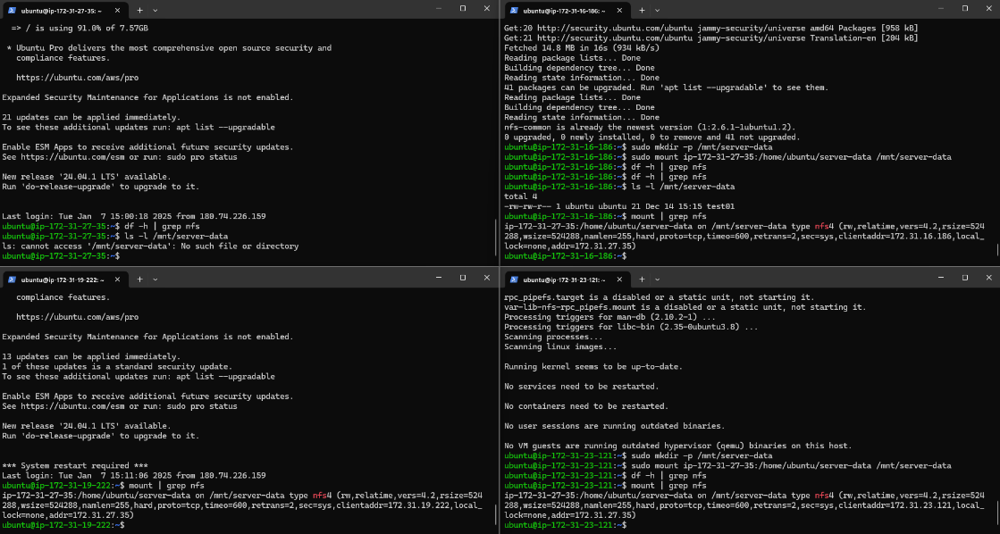 ubuntu@ip-172-31-27-35: ~
=> / is using 91.0% of 7.57GB
* Ubuntu Pro delivers the most comprehensive open source security and
compliance features.
https://ubuntu.com/aws/pro
Expanded Security Maintenance for Applications is not enabled.
21 updates can be applied immediately.
To see these additional updates run: apt list --upgradable
Enable ESM Apps to receive additional future security updates.
See https://ubuntu.com/esm or run: sudo pro status
New release '24.04.1 LTS' available.
Run 'do-release-upgrade' to upgrade to it.
Last login: Tue Jan  7 15:00:18 2025 from 180.74.226.159
ubuntu@ip-172-31-27-35:~$ df -h | grep nfs
ubuntu@ip-172-31-27-35:~$ ls -l /mnt/server-data
ls: cannot access '/mnt/server-data': No such file or directory
ubuntu@ip-172-31-27-35:~$
ubuntu@ip-172-31-16-186: ~
Get:20 http://security.ubuntu.com/ubuntu jammy-security/universe amd64 Packages [958 kB]
Get:21 http://security.ubuntu.com/ubuntu jammy-security/universe Translation-en [204 kB]
Fetched 14.8 MB in 16s (934 kB/s)
Reading package lists... Done
Building dependency tree... Done
Reading state information... Done
41 packages can be upgraded. Run 'apt list --upgradable' to see them.
Reading package lists... Done
Building dependency tree... Done
Reading state information... Done
nfs-common is already the newest version (1:2.6.1-1ubuntu1.2).
0 upgraded, 0 newly installed, 0 to remove and 41 not upgraded.
ubuntu@ip-172-31-16-186:~$ sudo mkdir -p /mnt/server-data
ubuntu@ip-172-31-16-186:~$ sudo mount ip-172-31-27-35:/home/ubuntu/server-data /mnt/server-data
ubuntu@ip-172-31-16-186:~$ df -h | grep nfs
ubuntu@ip-172-31-16-186:~$ df -h | grep nfs
ubuntu@ip-172-31-16-186:~$ ls -l /mnt/server-data
total 4
-rw-rw-r-- 1 ubuntu ubuntu 21 Dec 14 15:15 test01
ubuntu@ip-172-31-16-186:~$ mount | grep nfs
ip-172-31-27-35:/home/ubuntu/server-data on /mnt/server-data type nfs4 (rw,relatime,vers=4.2,rsize=524
288,wsize=524288,namlen=255,hard,proto=tcp,timeo=600,retrans=2,sec=sys,clientaddr=172.31.16.186,local_
lock=none,addr=172.31.27.35)
ubuntu@ip-172-31-16-186:~$
ubuntu@ip-172-31-19-222: ~
compliance features.
https://ubuntu.com/aws/pro
Expanded Security Maintenance for Applications is not enabled.
13 updates can be applied immediately.
1 of these updates is a standard security update.
To see these additional updates run: apt list --upgradable
Enable ESM Apps to receive additional future security updates.
See https://ubuntu.com/esm or run: sudo pro status
New release '24.04.1 LTS' available.
Run 'do-release-upgrade' to upgrade to it.
*** System restart required ***
Last login: Tue Jan  7 15:11:06 2025 from 180.74.226.159
ubuntu@ip-172-31-19-222:~$ mount | grep nfs
ip-172-31-27-35:/home/ubuntu/server-data on /mnt/server-data type nfs4 (rw,relatime,vers=4.2,rsize=524
288,wsize=524288,namlen=255,hard,proto=tcp,timeo=600,retrans=2,sec=sys,clientaddr=172.31.19.222,local_
lock=none,addr=172.31.27.35)
ubuntu@ip-172-31-19-222:~$
ubuntu@ip-172-31-23-121: ~
rpc_pipefs.target is a disabled or a static unit, not starting it.
var-lib-nfs-rpc_pipefs.mount is a disabled or a static unit, not starting it.
Processing triggers for man-db (2.10.2-1) ...
Processing triggers for libc-bin (2.35-0ubuntu3.8) ...
Scanning processes...
Scanning linux images...
Running kernel seems to be up-to-date.
No services need to be restarted.
No containers need to be restarted.
No user sessions are running outdated binaries.
No VM guests are running outdated hypervisor (qemu) binaries on this host.
ubuntu@ip-172-31-23-121:~$ sudo mkdir -p /mnt/server-data
ubuntu@ip-172-31-23-121:~$ sudo mount ip-172-31-27-35:/home/ubuntu/server-data /mnt/server-data
ubuntu@ip-172-31-23-121:~$ df -h | grep nfs
ubuntu@ip-172-31-23-121:~$ mount | grep nfs
ip-172-31-27-35:/home/ubuntu/server-data on /mnt/server-data type nfs4 (rw,relatime,vers=4.2,rsize=524
288,wsize=524288,namlen=255,hard,proto=tcp,timeo=600,retrans=2,sec=sys,clientaddr=172.31.23.121,local_
lock=none,addr=172.31.27.35)
ubuntu@ip-172-31-23-121:~$